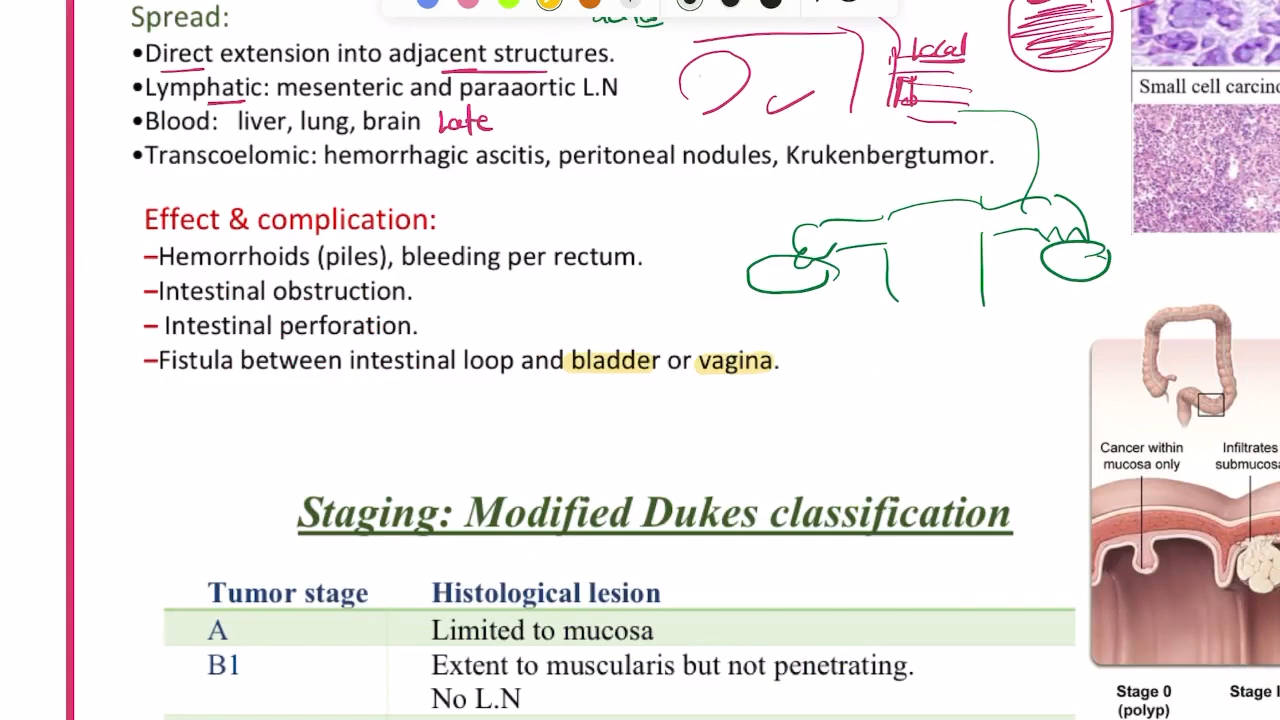 Spread:
•Direct extension into adjacent structures.
•Lymphatic: mesenteric and paraaortic L.N
•Blood: liver, lung, brain Late
•Transcoelomic: hemorrhagic ascitis, peritoneal nodules, Krukenbergtumor.
Local
Small cell carcino
Effect & complication:
–Hemorrhoids (piles), bleeding per rectum.
–Intestinal obstruction.
– Intestinal perforation.
–Fistula between intestinal loop and bladder or vagina.
Cancer within
mucosa only
Infiltrates
submucosa
Staging: Modified Dukes classification
Tumor stage Histological lesion
A Limited to mucosa
B1 Extent to muscularis but not penetrating.
No L.N
Stage 0
(polyp)
Stage I